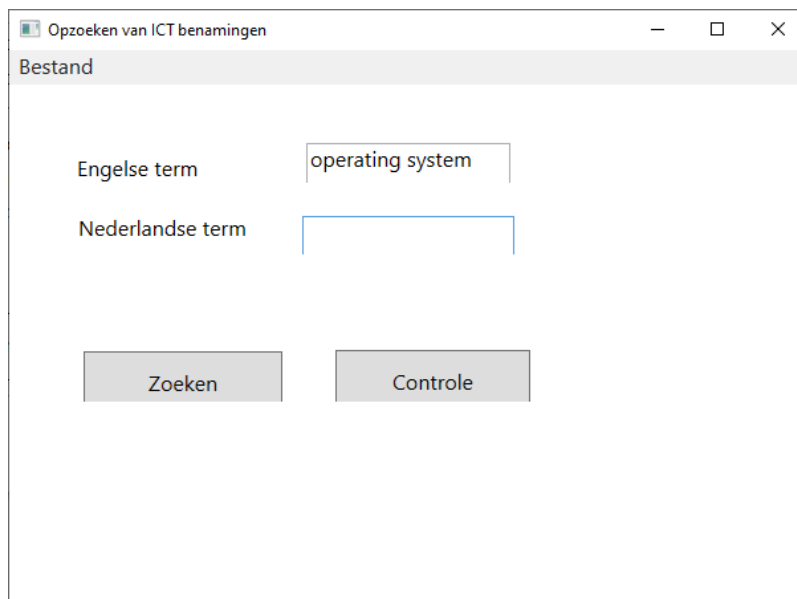 Opzoeken van ICT benamingen
Bestand
Engelse term operating system
Nederlandse term
Zoeken Controle